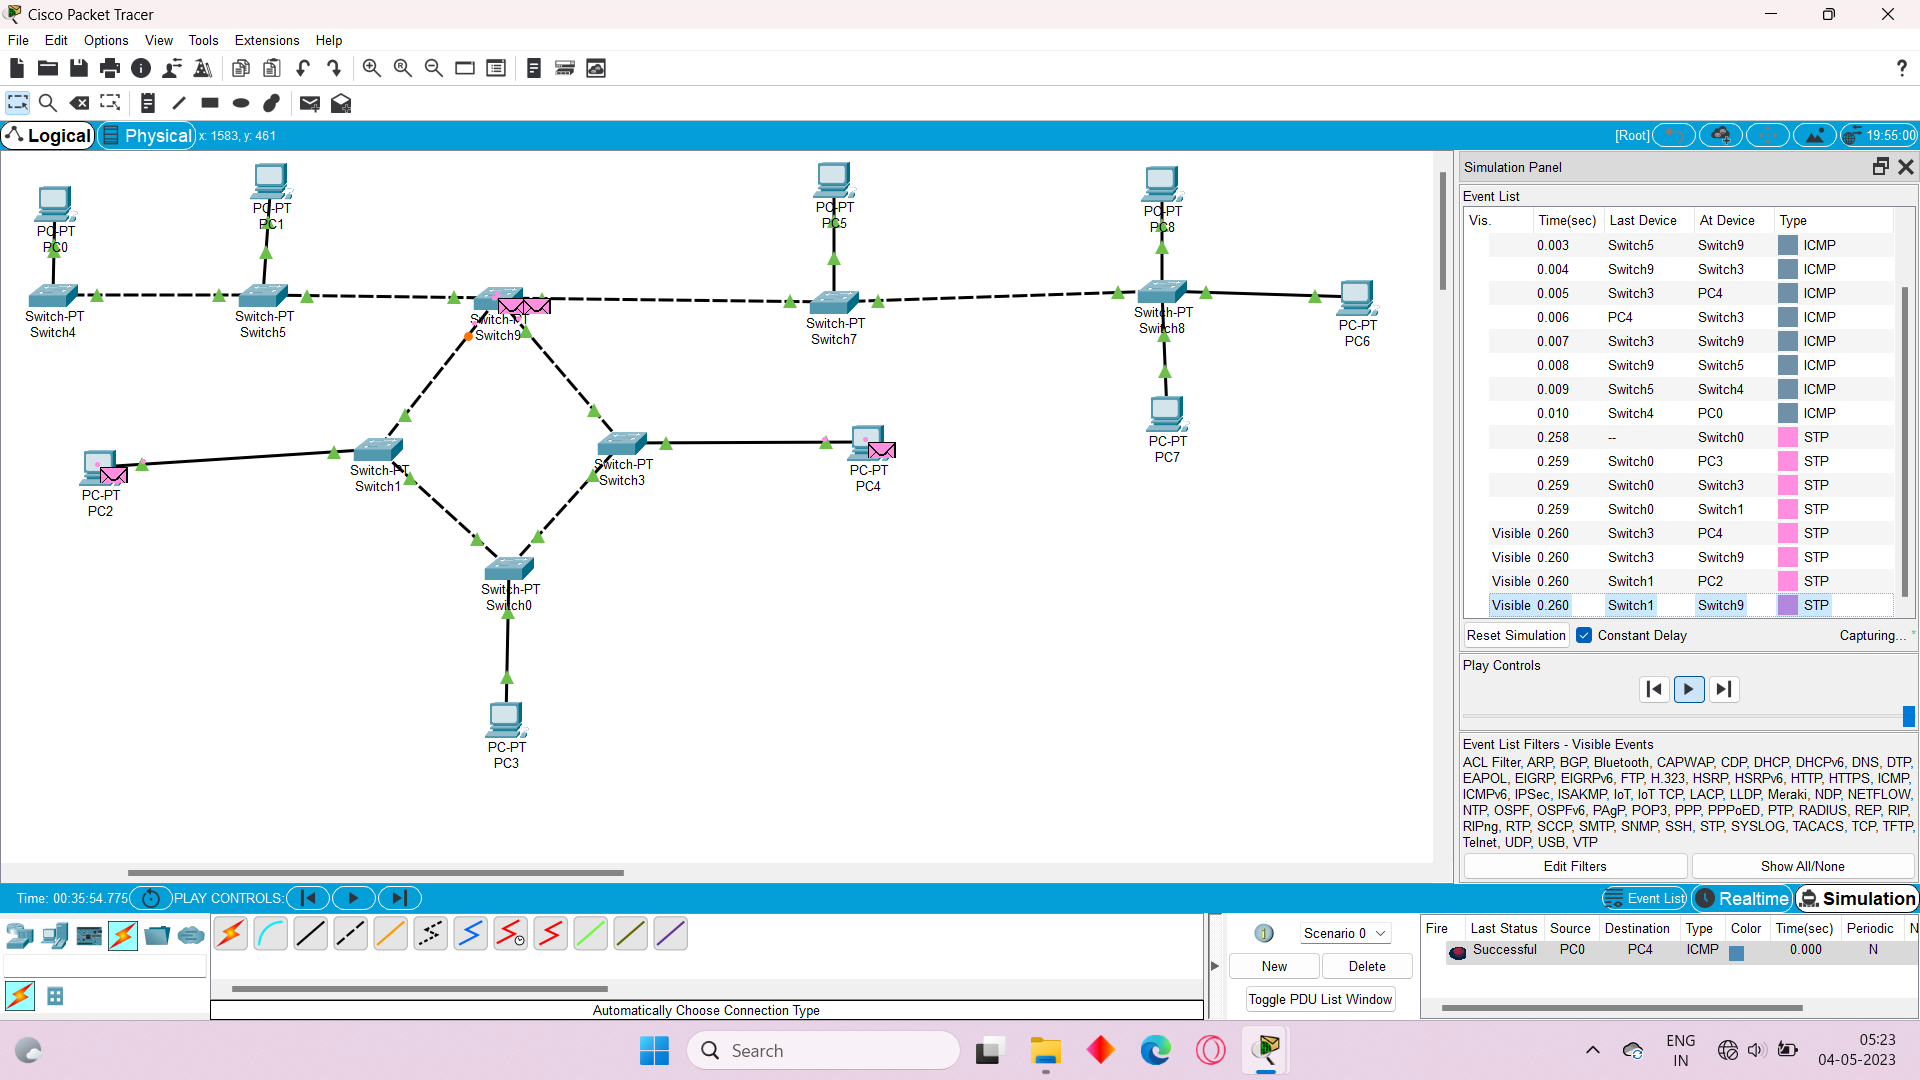 Cisco Packet Tracer
File Edit Options View Tools Extensions Help
Logical Physical x: 1583, y: 461 [Root] 19:55:00
PC-PT
PC0
PC-PT
PC1
PC-PT
PC5
PC-PT
PC8
Switch-PT
Switch4
Switch-PT
Switch5
Switch-PT
Switch9
Switch-PT
Switch7
Switch-PT
Switch8
PC-PT
PC6
PC-PT
PC7
PC-PT
PC2
Switch-PT
Switch1
Switch-PT
Switch3
PC-PT
PC4
Switch-PT
Switch0
PC-PT
PC3
Simulation Panel
Event List
Vis. Time(sec) Last Device At Device Type
0.003 Switch5 Switch9 ICMP
0.004 Switch9 Switch3 ICMP
0.005 Switch3 PC4 ICMP
0.006 PC4 Switch3 ICMP
0.007 Switch3 Switch9 ICMP
0.008 Switch9 Switch5 ICMP
0.009 Switch5 Switch4 ICMP
0.010 Switch4 PC0 ICMP
0.258 -- Switch0 STP
0.259 Switch0 PC3 STP
0.259 Switch0 Switch3 STP
0.259 Switch0 Switch1 STP
Visible 0.260 Switch3 PC4 STP
Visible 0.260 Switch3 Switch9 STP
Visible 0.260 Switch1 PC2 STP
Visible 0.260 Switch1 Switch9 STP
Reset Simulation Constant Delay Capturing...
Play Controls
Event List Filters - Visible Events
ACL Filter, ARP, BGP, Bluetooth, CAPWAP, CDP, DHCP, DHCPv6, DNS, DTP,
EAPOL, EIGRP, EIGRPv6, FTP, H.323, HSRP, HSRPv6, HTTP, HTTPS, ICMP,
ICMPv6, IPSec, ISAKMP, IoT, IoT TCP, LACP, LLDP, Meraki, NDP, NETFLOW,
NTP, OSPF, OSPFv6, PAgP, POP3, PPP, PPPoED, PTP, RADIUS, REP, RIP,
RIPng, RTP, SCCP, SMTP, SNMP, SSH, STP, SYSLOG, TACACS, TCP, TFTP,
Telnet, UDP, USB, VTP
Edit Filters Show All/None
Time: 00:35:54.775 PLAY CONTROLS: Event List Realtime Simulation
Scenario 0
New Delete
Toggle PDU List Window
Fire Last Status Source Destination Type Color Time(sec) Periodic N
Successful PC0 PC4 ICMP 0.000 N
Automatically Choose Connection Type
Search
ENG
IN
05:23
04-05-2023